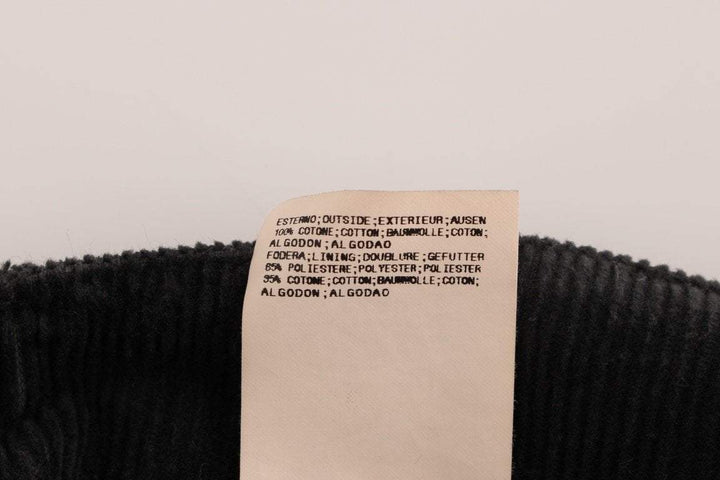 ESTERNO;OUTSIDE;EXTERIEUR;AUSEN
100% COTONE;COTTON;BAUMWOLLE;COTON;
ALGODON;ALGODAO
FODERA;LINING;DOUBLURE;GEFUTTER
65% POLIESTERE;POLYESTER;POLIESTER
35% COTONE;COTTON;BAUMWOLLE;COTON;
ALGODON;ALGODAO